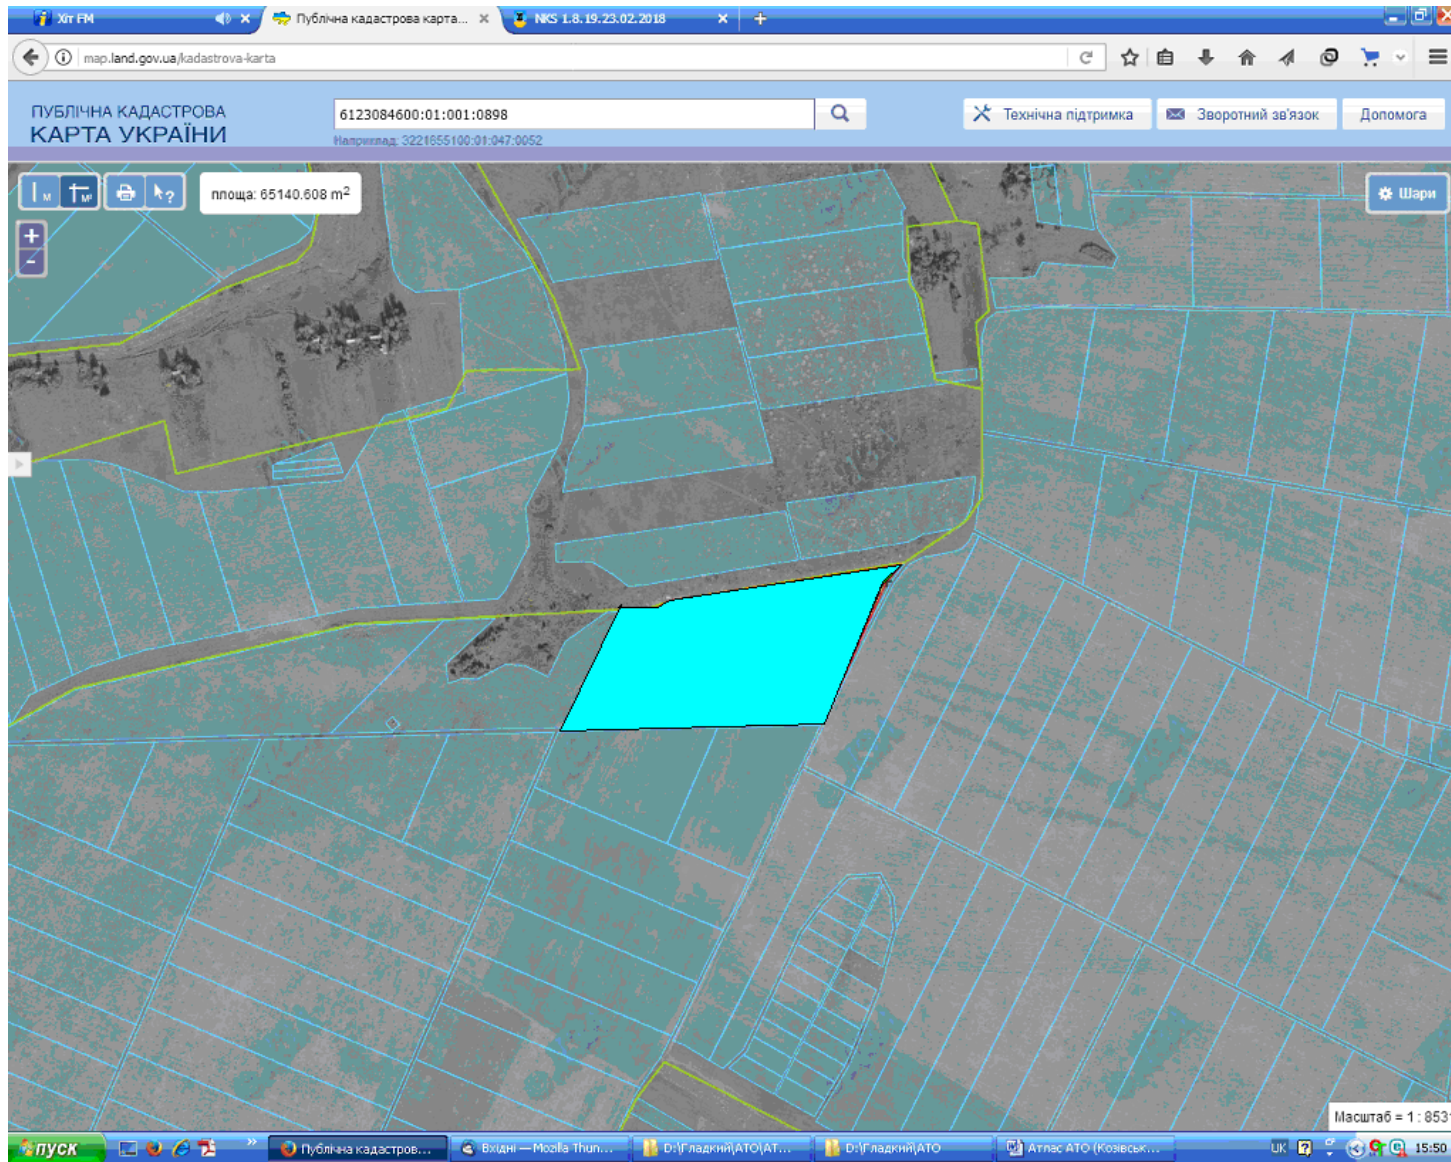 Хіт FM
Публічна кадастрова карта...
NKS 1.8.19.23.02.2018
map.land.gov.ua/kadastrova-karta
ПУБЛІЧНА КАДАСТРОВА
КАРТА УКРАЇНИ
6123084600:01:001:0898
Наприклад: 3221655100:01:047:0052
Технічна підтримка
Зворотний зв'язок
Допомога
м
м²
площа: 65140.608 m²
Шари
+
-
Масштаб = 1 : 853
пуск
Публічна кадастров...
Вхідні — Mozilla Thun...
D:\Гладкий\АТО\АТ...
D:\Гладкий\АТО
Атлас АТО (Козівськ...
UK
15:50